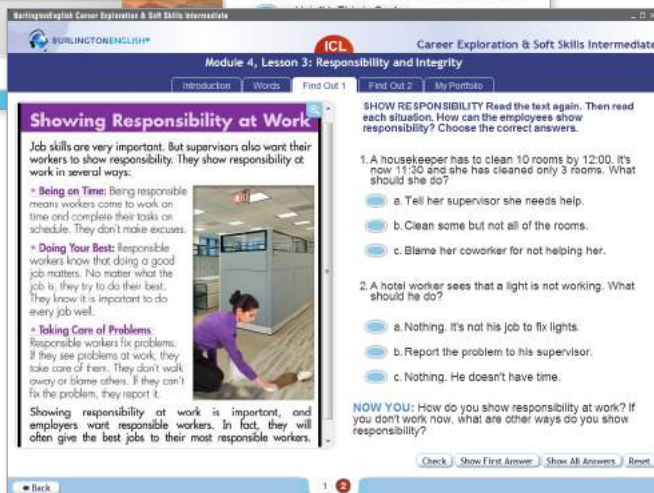 BurlingtonEnglish Career Exploration & Soft Skills Intermediate
BURLINGTONENGLISH®
ICL
Career Exploration & Soft Skills Intermediate
Module 4, Lesson 3: Responsibility and Integrity
Introduction
Words
Find Out 1
Find Out 2
My Portfolio
Showing Responsibility at Work
Job skills are very important. But supervisors also want their
workers to show responsibility. They show responsibility at
work in several ways:
• Being on Time: Being responsible
means workers come to work on
time and complete their tasks on
schedule. They don't make excuses.
• Doing Your Best: Responsible
workers know that doing a good
job matters. No matter what the
job is, they try to do their best.
They know it is important to do
every job well.
• Taking Care of Problems:
Responsible workers fix problems.
If they see problems at work, they
take care of them. They don't walk
away or blame others. If they can't
fix the problem, they report it.
Showing responsibility at work is important, and
employers want responsible workers. In fact, they will
often give the best jobs to their most responsible workers.
SHOW RESPONSIBILITY Read the text again. Then read
each situation. How can the employees show
responsibility? Choose the correct answers.
1. A housekeeper has to clean 10 rooms by 12:00. It's
now 11:30 and she has cleaned only 3 rooms. What
should she do?
a. Tell her supervisor she needs help.
b. Clean some but not all of the rooms.
c. Blame her coworker for not helping her.
2. A hotel worker sees that a light is not working. What
should he do?
a. Nothing. It's not his job to fix lights.
b. Report the problem to his supervisor.
c. Nothing. He doesn't have time.
NOW YOU: How do you show responsibility at work? If
you don't work now, what are other ways do you show
responsibility?
Check
Show First Answer
Show All Answers
Reset
Back
1
2